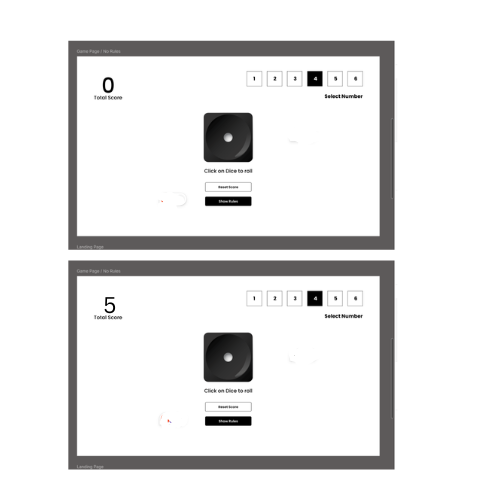 Game Page / No Rules
0
1 2 3 4 5 6
Total Score
Select Number
Click on Dice to roll
Reset Score
Show Rules
Landing Page
Game Page / No Rules
5
1 2 3 4 5 6
Total Score
Select Number
Click on Dice to roll
Reset Score
Show Rules
Landing Page